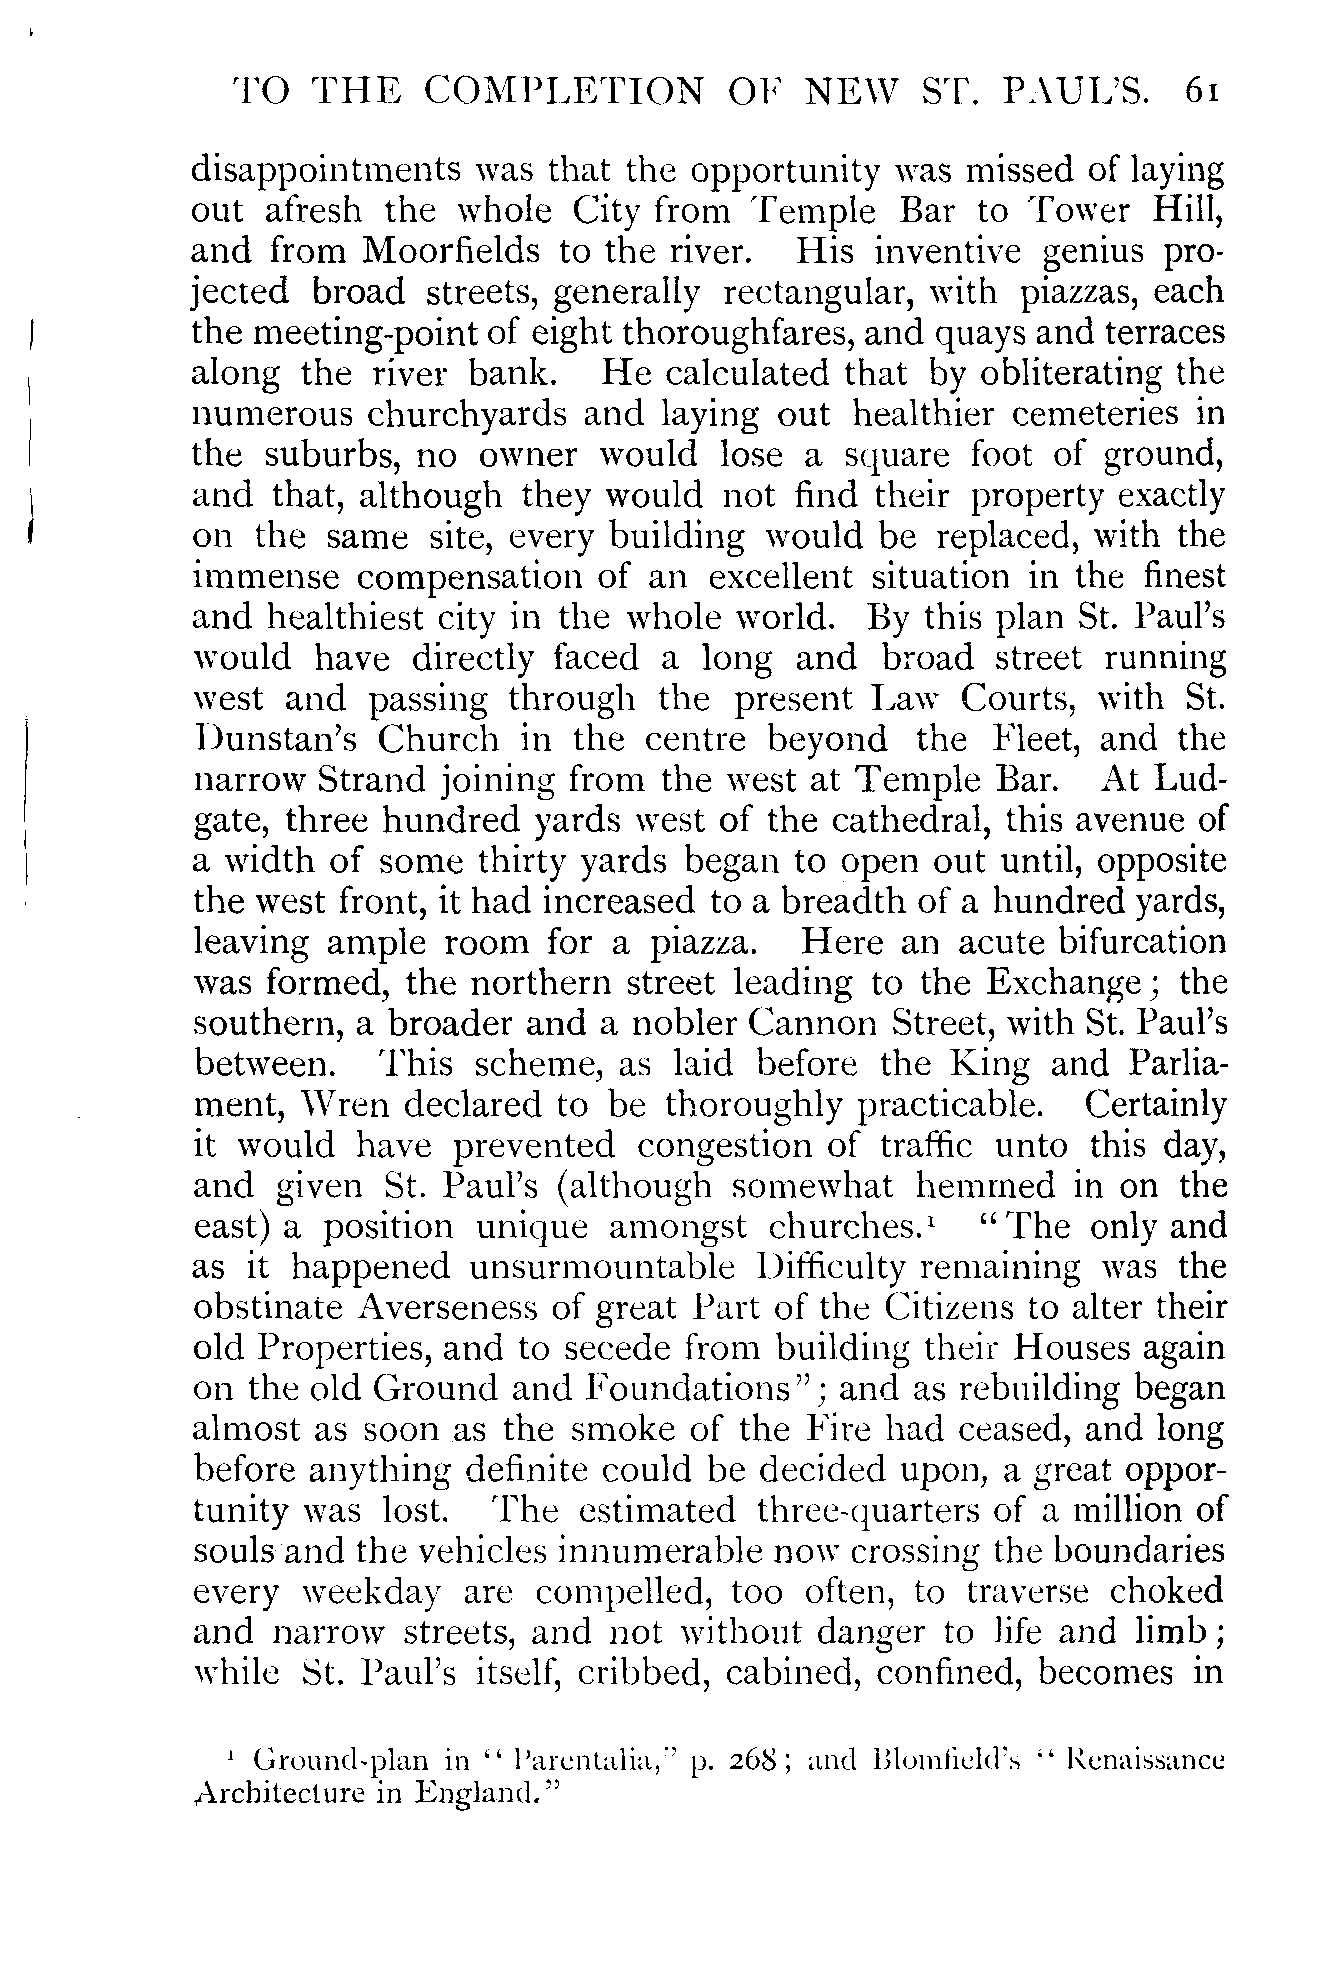 TO THE COMPLETION OF NEW ST. PAUL'S. 61
disappointments was that the opportunity was missed of laying
out afresh the whole City from Temple Bar to Tower Hill,
and from Moorfields to the river. His inventive genius pro-
jected broad streets, generally rectangular, with piazzas, each
the meeting-point of eight thoroughfares, and quays and terraces
along the river bank. He calculated that by obliterating the
numerous churchyards and laying out healthier cemeteries in
the suburbs, no owner would lose a square foot of ground,
and that, although they would not find their property exactly
on the same site, every building would be replaced, with the
immense compensation of an excellent situation in the finest
and healthiest city in the whole world. By this plan St. Paul's
would have directly faced a long and broad street running
west and passing through the present Law Courts, with St.
Dunstan's Church in the centre beyond the Fleet, and the
narrow Strand joining from the west at Temple Bar. At Lud-
gate, three hundred yards west of the cathedral, this avenue of
a width of some thirty yards began to open out until, opposite
the west front, it had increased to a breadth of a hundred yards,
leaving ample room for a piazza. Here an acute bifurcation
was formed, the northern street leading to the Exchange; the
southern, a broader and a nobler Cannon Street, with St. Paul's
between. This scheme, as laid before the King and Parlia-
ment, Wren declared to be thoroughly practicable. Certainly
it would have prevented congestion of traffic unto this day,
and given St. Paul's (although somewhat hemmed in on the
east) a position unique amongst churches.¹ "The only and
as it happened unsurmountable Difficulty remaining was the
obstinate Averseness of great Part of the Citizens to alter their
old Properties, and to secede from building their Houses again
on the old Ground and Foundations"; and as rebuilding began
almost as soon as the smoke of the Fire had ceased, and long
before anything definite could be decided upon, a great oppor-
tunity was lost. The estimated three-quarters of a million of
souls and the vehicles innumerable now crossing the boundaries
every weekday are compelled, too often, to traverse choked
and narrow streets, and not without danger to life and limb;
while St. Paul's itself, cribbed, cabined, confined, becomes in
¹ Ground-plan in "Parentalia," p. 268; and Blomfield's "Renaissance
Architecture in England."